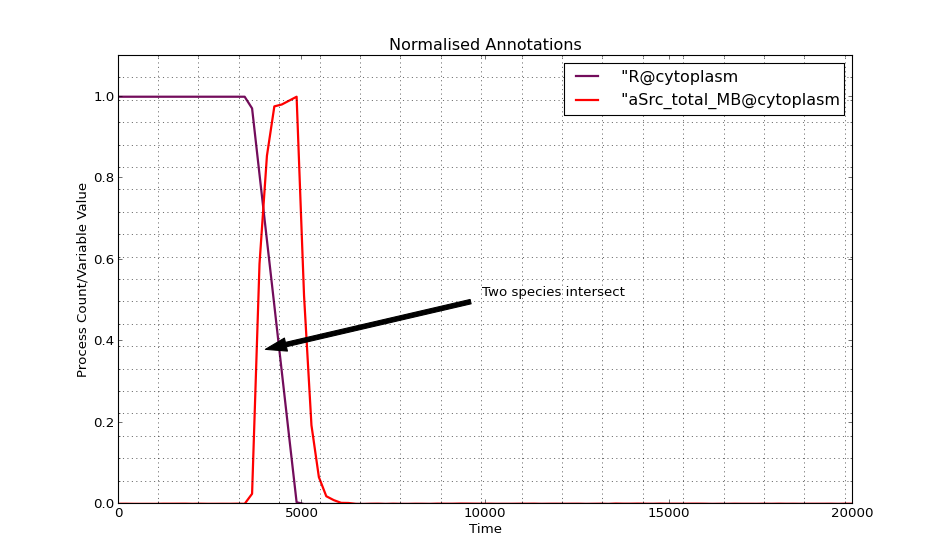 Normalised Annotations
"R@cytoplasm
"aSrc_total_MB@cytoplasm
1.0
0.8
0.6
0.4
0.2
0.0
Process Count/Variable Value
Two species intersect
0 5000 10000 15000 20000
Time